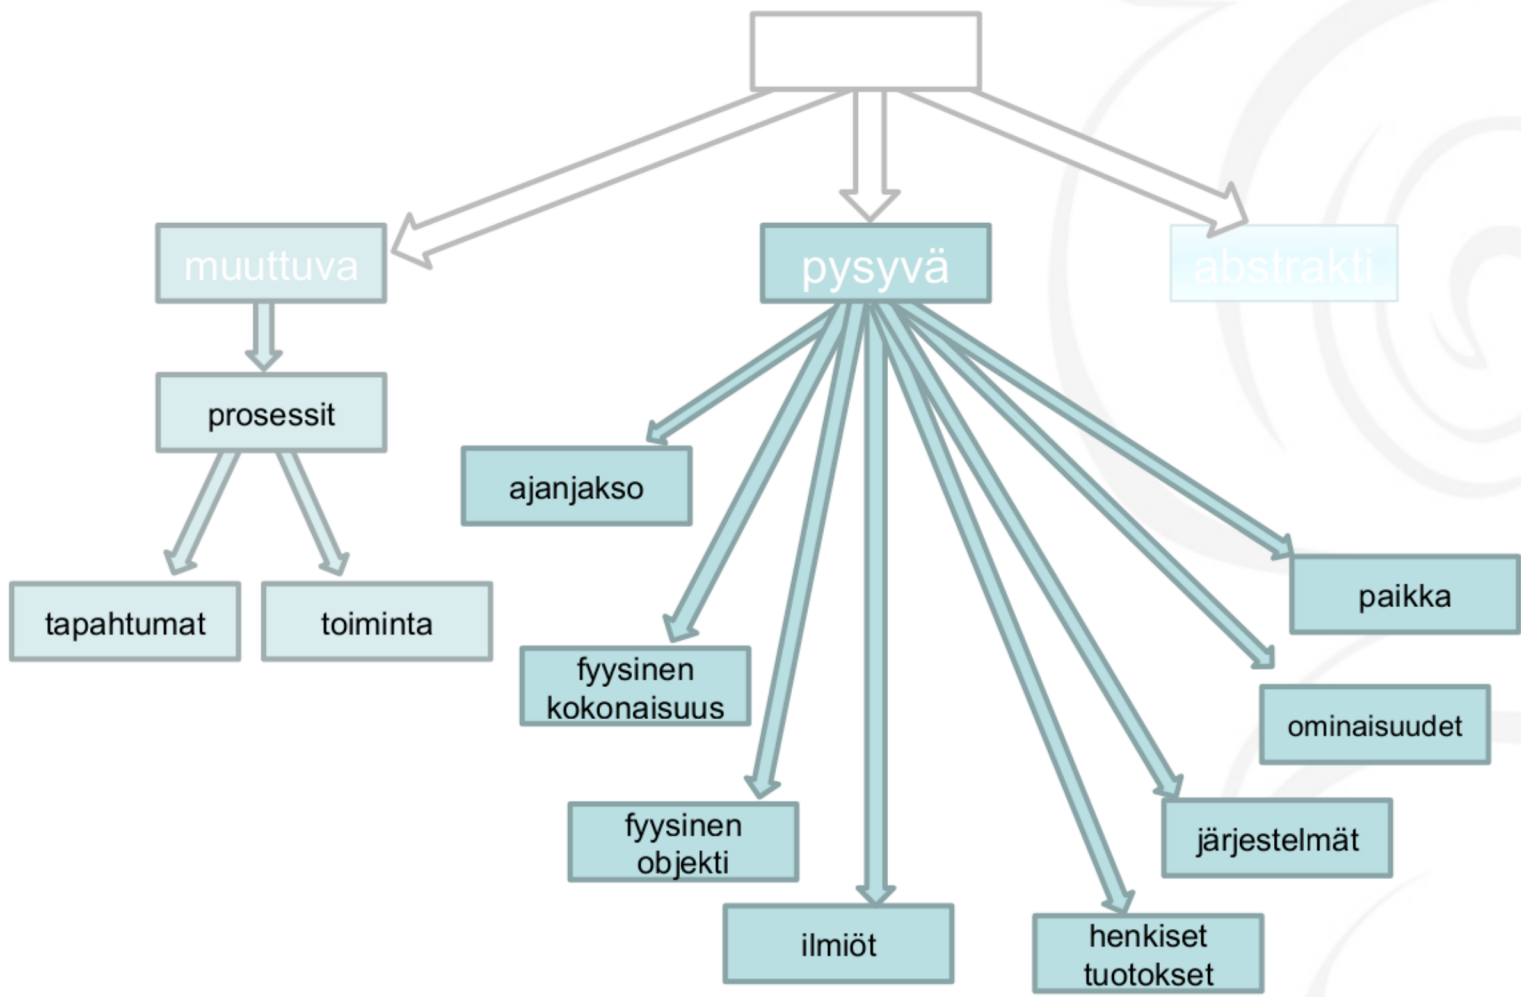 muuttuva
pysyvä
abstrakti
prosessit
ajanjakso
tapahtumat
toiminta
paikka
fyysinen
kokonaisuus
ominaisuudet
fyysinen
objekti
järjestelmät
ilmiöt
henkiset
tuotokset